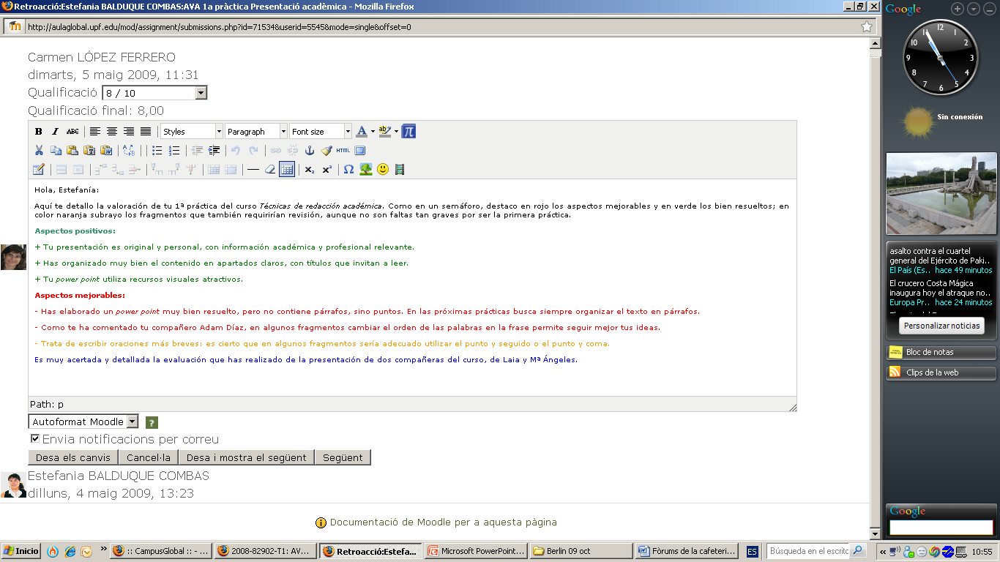 Retroacció:Estefania BALDUQUE COMBAS:AVA 1a pràctica Presentació acadèmica - Mozilla Firefox
http://aulaglobal.upf.edu/mod/assignment/submissions.php?id=71534&userid=5545&mode=single&offset=0
Carmen LÓPEZ FERRERO
dimarts, 5 maig 2009, 11:31
Qualificació 8 / 10
Qualificació final: 8,00
B I ABC Styles Paragraph Font size A ab π
HTML
x₂ x² Ω
Hola, Estefanía:
Aquí te detallo la valoración de tu 1ª práctica del curso Técnicas de redacción académica. Como en un semáforo, destaco en rojo los aspectos mejorables y en verde los bien resueltos; en
color naranja subrayo los fragmentos que también requirirían revisión, aunque no son faltas tan graves por ser la primera práctica.
Aspectos positivos:
+ Tu presentación es original y personal, con información académica y profesional relevante.
+ Has organizado muy bien el contenido en apartados claros, con títulos que invitan a leer.
+ Tu power point utiliza recursos visuales atractivos.
Aspectos mejorables:
- Has elaborado un power point muy bien resuelto, pero no contiene párrafos, sino puntos. En las próximas prácticas busca siempre organizar el texto en párrafos.
- Como te ha comentado tu compañero Adam Díaz, en algunos fragmentos cambiar el orden de las palabras en la frase permite seguir mejor tus ideas.
- Trata de escribir oraciones más breves: es cierto que en algunos fragmentos sería adecuado utilizar el punto y seguido o el punto y coma.
Es muy acertada y detallada la evaluación que has realizado de la presentación de dos compañeras del curso, de Laia y Mª Ángeles.
Path: p
Autoformat Moodle ?
Envia notificacions per correu
Desa els canvis Cancel·la Desa i mostra el següent Següent
Estefania BALDUQUE COMBAS
dilluns, 4 maig 2009, 13:23
Documentació de Moodle per a aquesta pàgina
Google
12 1 2 3 4 5 6 7 8 9 10 11
Sin conexión
asalto contra el cuartel
general del Ejército de Paki..
El País (Es.. hace 49 minutos
El crucero Costa Mágica
inaugura hoy el atraque no..
Europa Pr.. hace 24 minutos
Personalizar noticias
Bloc de notas
Clips de la web
Google
Inicio » :: CampusGlobal :: - ... 2008-82902-T1: AV... Retroacció:Estefa... Microsoft PowerPoint... Berlin 09 oct Fòrums de la cafeteri... ES Búsqueda en el escrito « 10:55